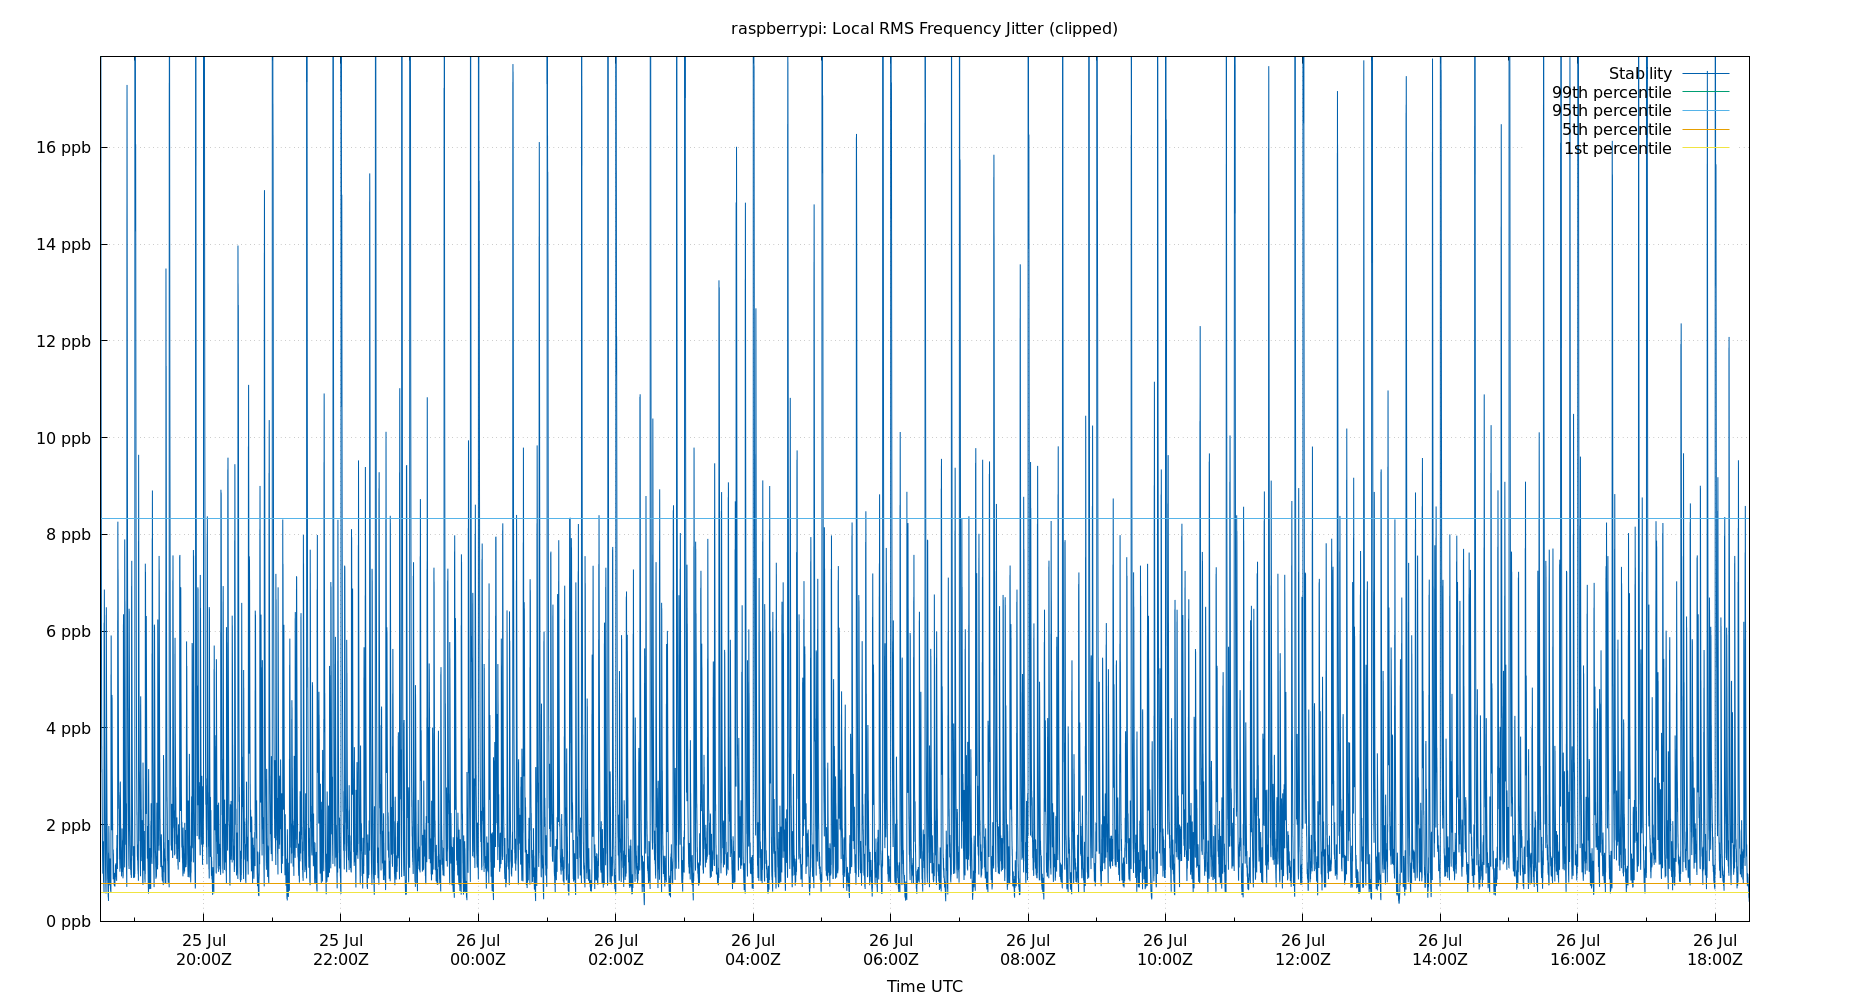 raspberrypi: Local RMS Frequency Jitter (clipped)
Stability
99th percentile
95th percentile
5th percentile
1st percentile
16 ppb
14 ppb
12 ppb
10 ppb
8 ppb
6 ppb
4 ppb
2 ppb
0 ppb
25 Jul 25 Jul 26 Jul 26 Jul 26 Jul 26 Jul 26 Jul 26 Jul 26 Jul 26 Jul 26 Jul 26 Jul
20:00Z 22:00Z 00:00Z 02:00Z 04:00Z 06:00Z 08:00Z 10:00Z 12:00Z 14:00Z 16:00Z 18:00Z
Time UTC